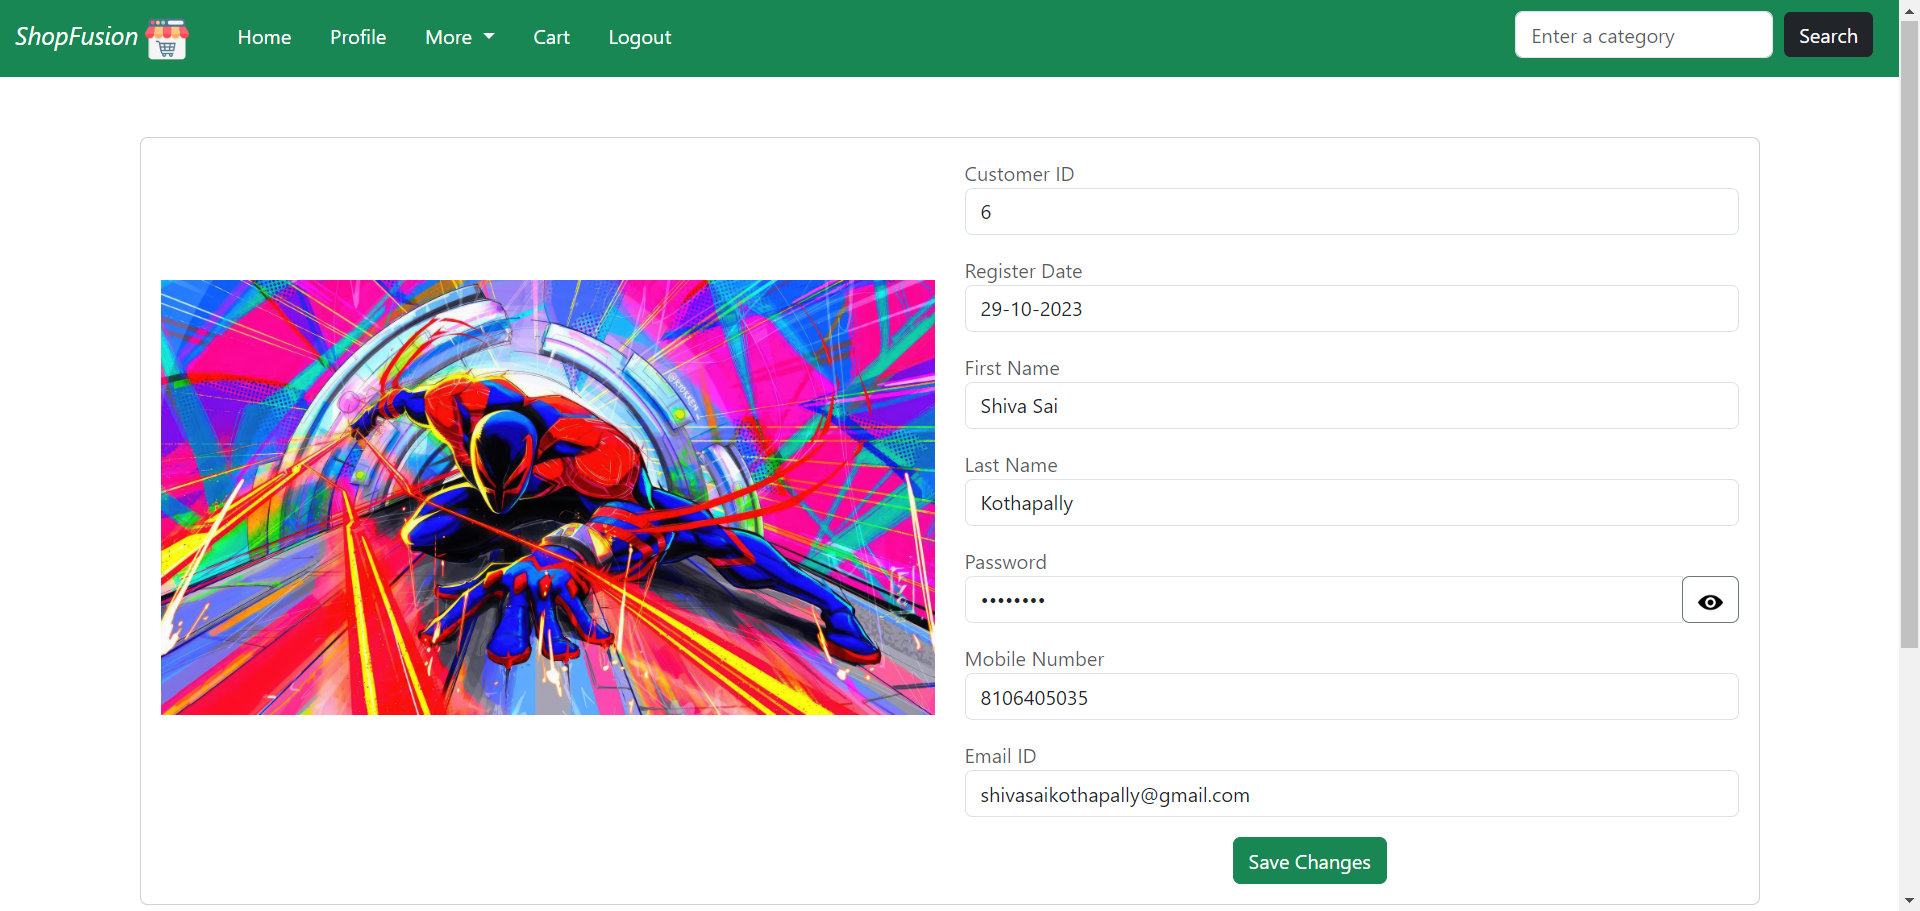 ShopFusion
Home
Profile
More
Cart
Logout
Enter a category
Search
Customer ID
6
Register Date
29-10-2023
First Name
Shiva Sai
Last Name
Kothapally
Password
••••••••
Mobile Number
8106405035
Email ID
shivasaikothapally@gmail.com
Save Changes